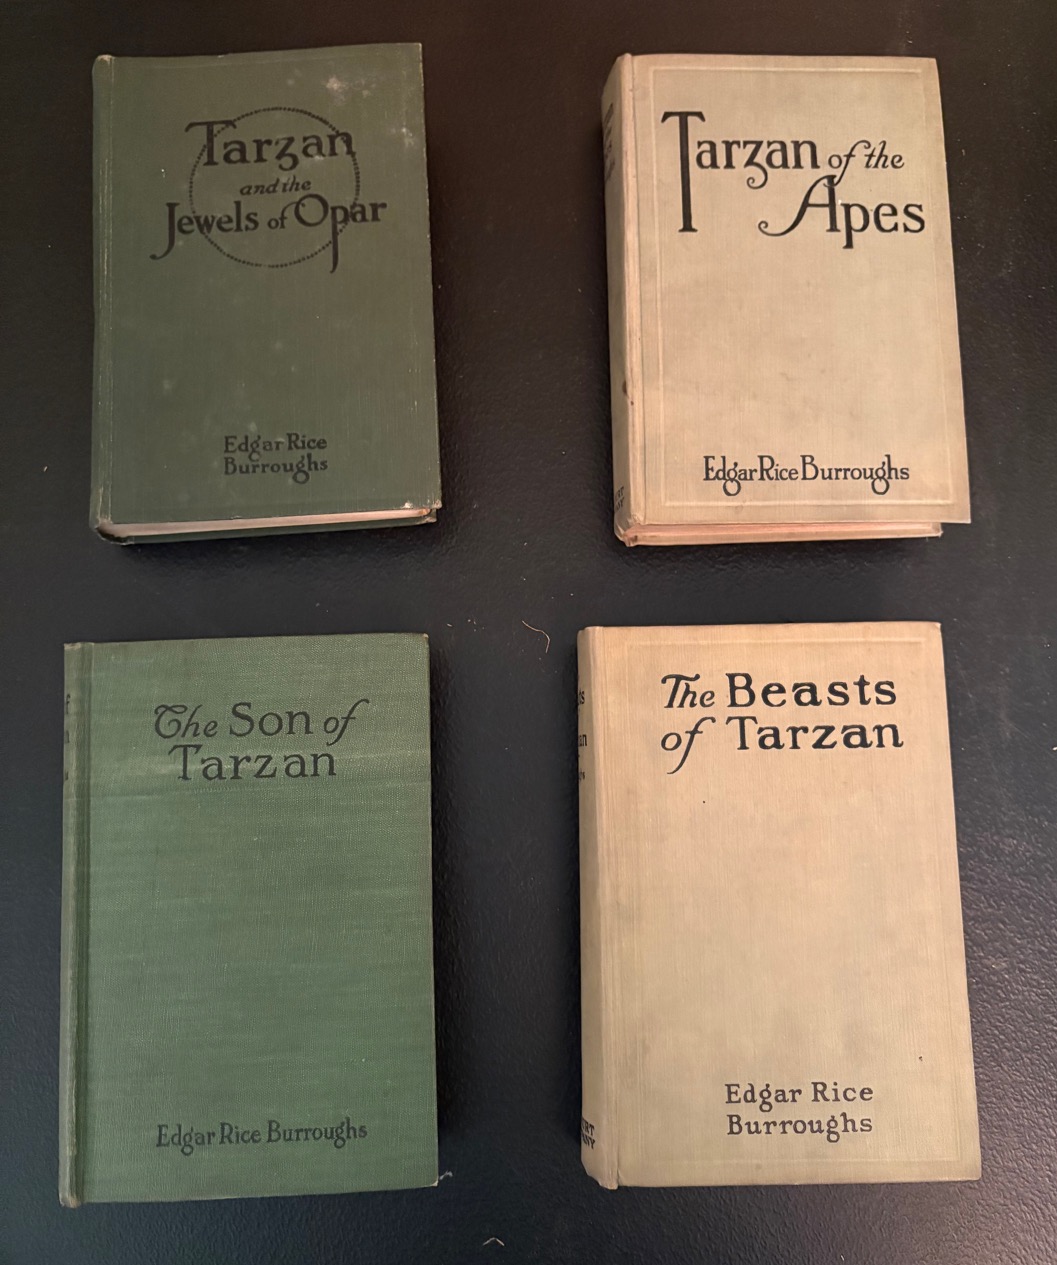 Tarzan
and the
Jewels of Opar
Edgar Rice
Burroughs
Tarzan of the
Apes
Edgar Rice Burroughs
The Son of
Tarzan
Edgar Rice Burroughs
The Beasts
of Tarzan
Edgar Rice
Burroughs